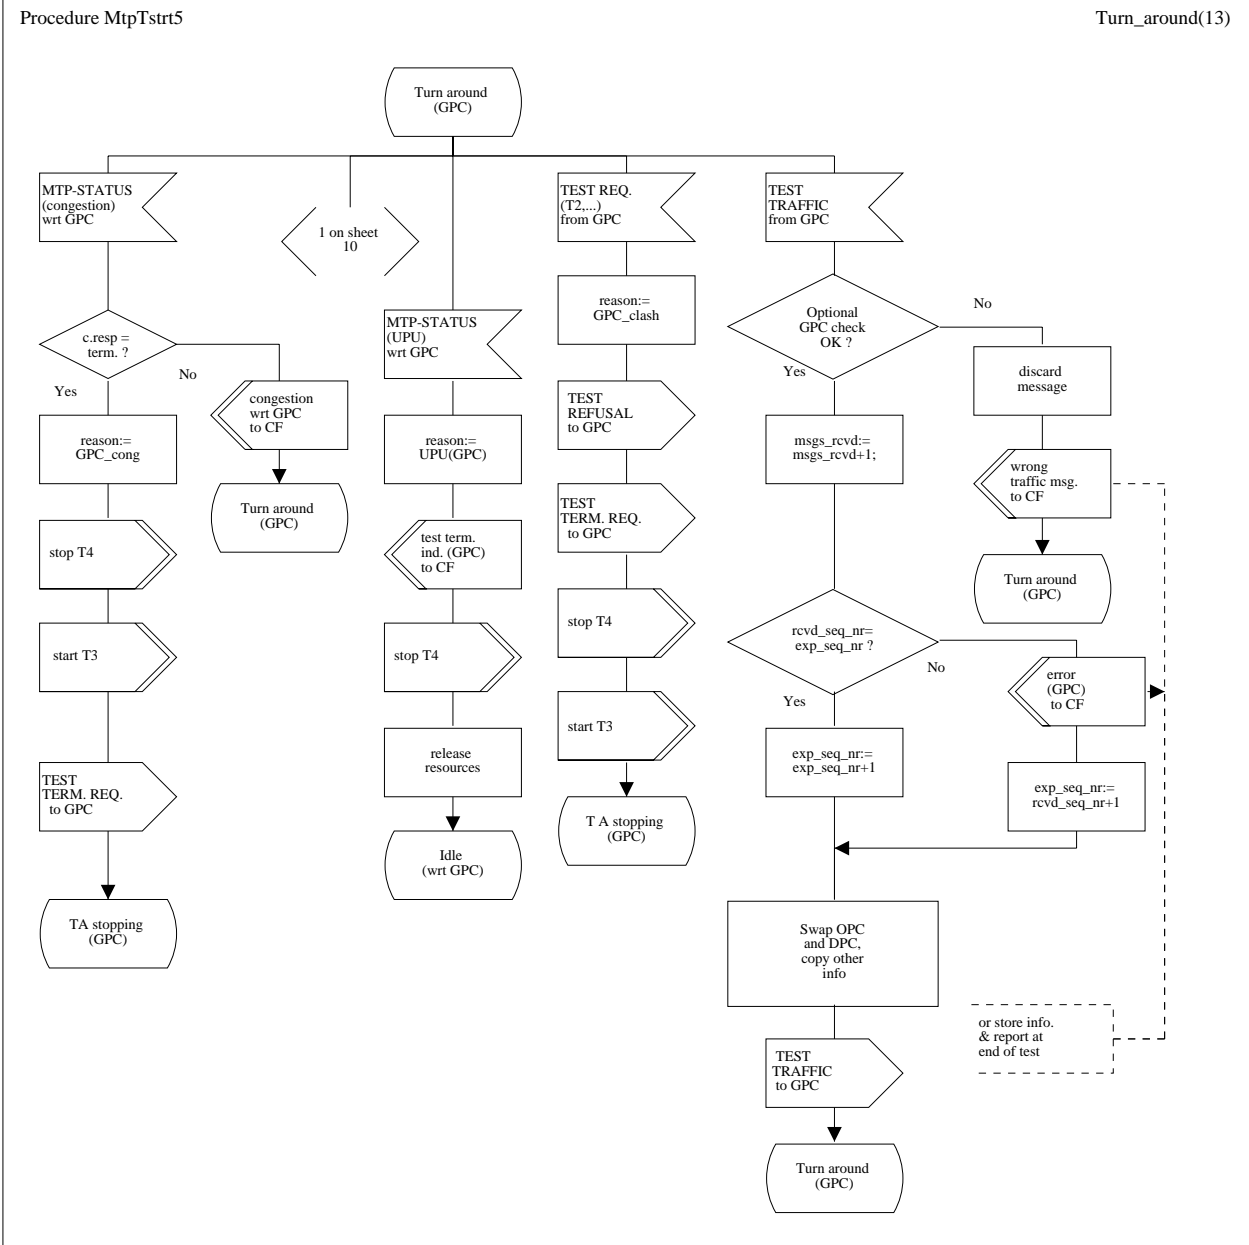 Procedure MtpTstrt5
Turn_around(13)
Turn around
(GPC)
MTP-STATUS
(congestion)
wrt GPC
c.resp =
term. ?
Yes
No
reason:=
GPC_cong
stop T4
start T3
TEST
TERM. REQ.
to GPC
TA stopping
(GPC)
congestion
wrt GPC
to CF
Turn around
(GPC)
1 on sheet
10
MTP-STATUS
(UPU)
wrt GPC
reason:=
UPU(GPC)
test term.
ind. (GPC)
to CF
stop T4
release
resources
Idle
(wrt GPC)
TEST REQ.
(T2,...)
from GPC
reason:=
GPC_clash
TEST
REFUSAL
to GPC
TEST
TERM. REQ.
to GPC
stop T4
start T3
T A stopping
(GPC)
TEST
TRAFFIC
from GPC
Optional
GPC check
OK ?
No
Yes
discard
message
wrong
traffic msg.
to CF
Turn around
(GPC)
msgs_rcvd:=
msgs_rcvd+1;
rcvd_seq_nr=
exp_seq_nr ?
No
Yes
error
(GPC)
to CF
exp_seq_nr:=
rcvd_seq_nr+1
exp_seq_nr:=
exp_seq_nr+1
Swap OPC
and DPC,
copy other
info
or store info.
& report at
end of test
TEST
TRAFFIC
to GPC
Turn around
(GPC)